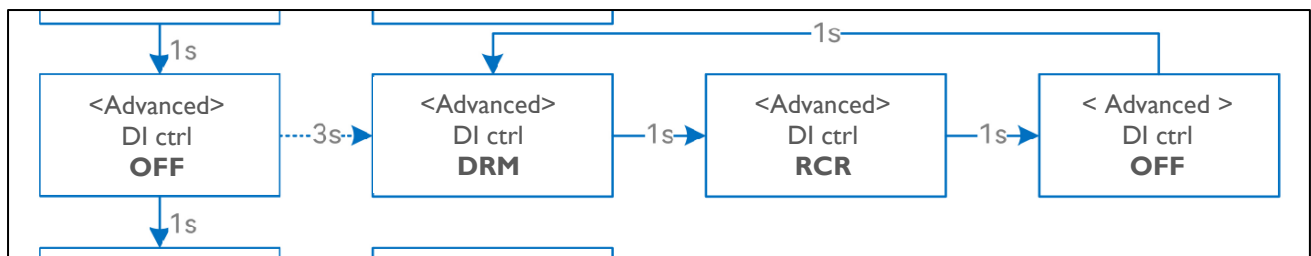 1s
1s
<Advanced>
DI ctrl
OFF
3s
<Advanced>
DI ctrl
DRM
1s
<Advanced>
DI ctrl
RCR
1s
< Advanced >
DI ctrl
OFF
1s